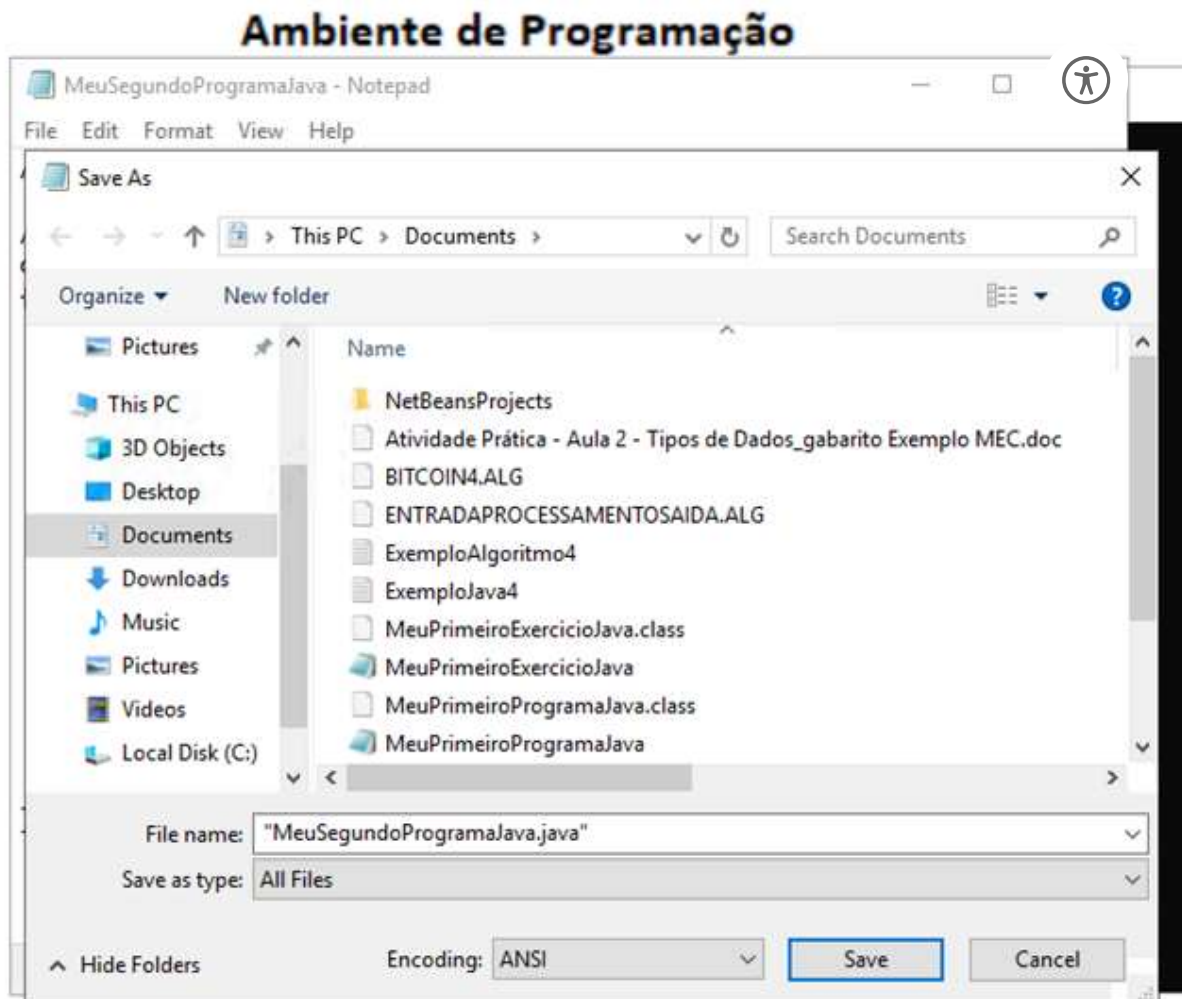 Ambiente de Programação
MeuSegundoProgramaJava - Notepad
File Edit Format View Help
Save As
This PC > Documents >
Search Documents
Organize
New folder
Name
Pictures
This PC
3D Objects
Desktop
Documents
Downloads
Music
Pictures
Videos
Local Disk (C:)
NetBeansProjects
Atividade Prática - Aula 2 - Tipos de Dados_gabarito Exemplo MEC.doc
BITCOIN4.ALG
ENTRADAPROCESSAMENTOSAIDA.ALG
ExemploAlgoritmo4
ExemploJava4
MeuPrimeiroExercicioJava.class
MeuPrimeiroExercicioJava
MeuPrimeiroProgramaJava.class
MeuPrimeiroProgramaJava
File name: "MeuSegundoProgramaJava.java"
Save as type: All Files
Hide Folders
Encoding: ANSI
Save
Cancel